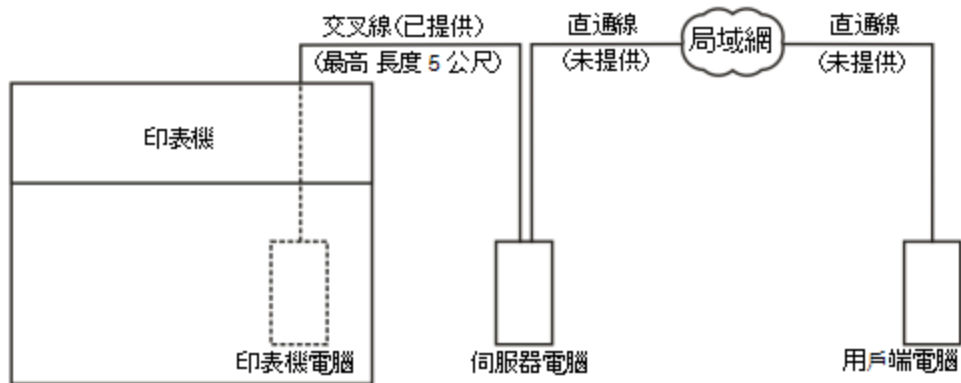 交叉線(已提供)
(最高 長度 5 公尺)
直通線
(未提供)
局域網
直通線
(未提供)
印表機
印表機電腦
伺服器電腦
用戶端電腦